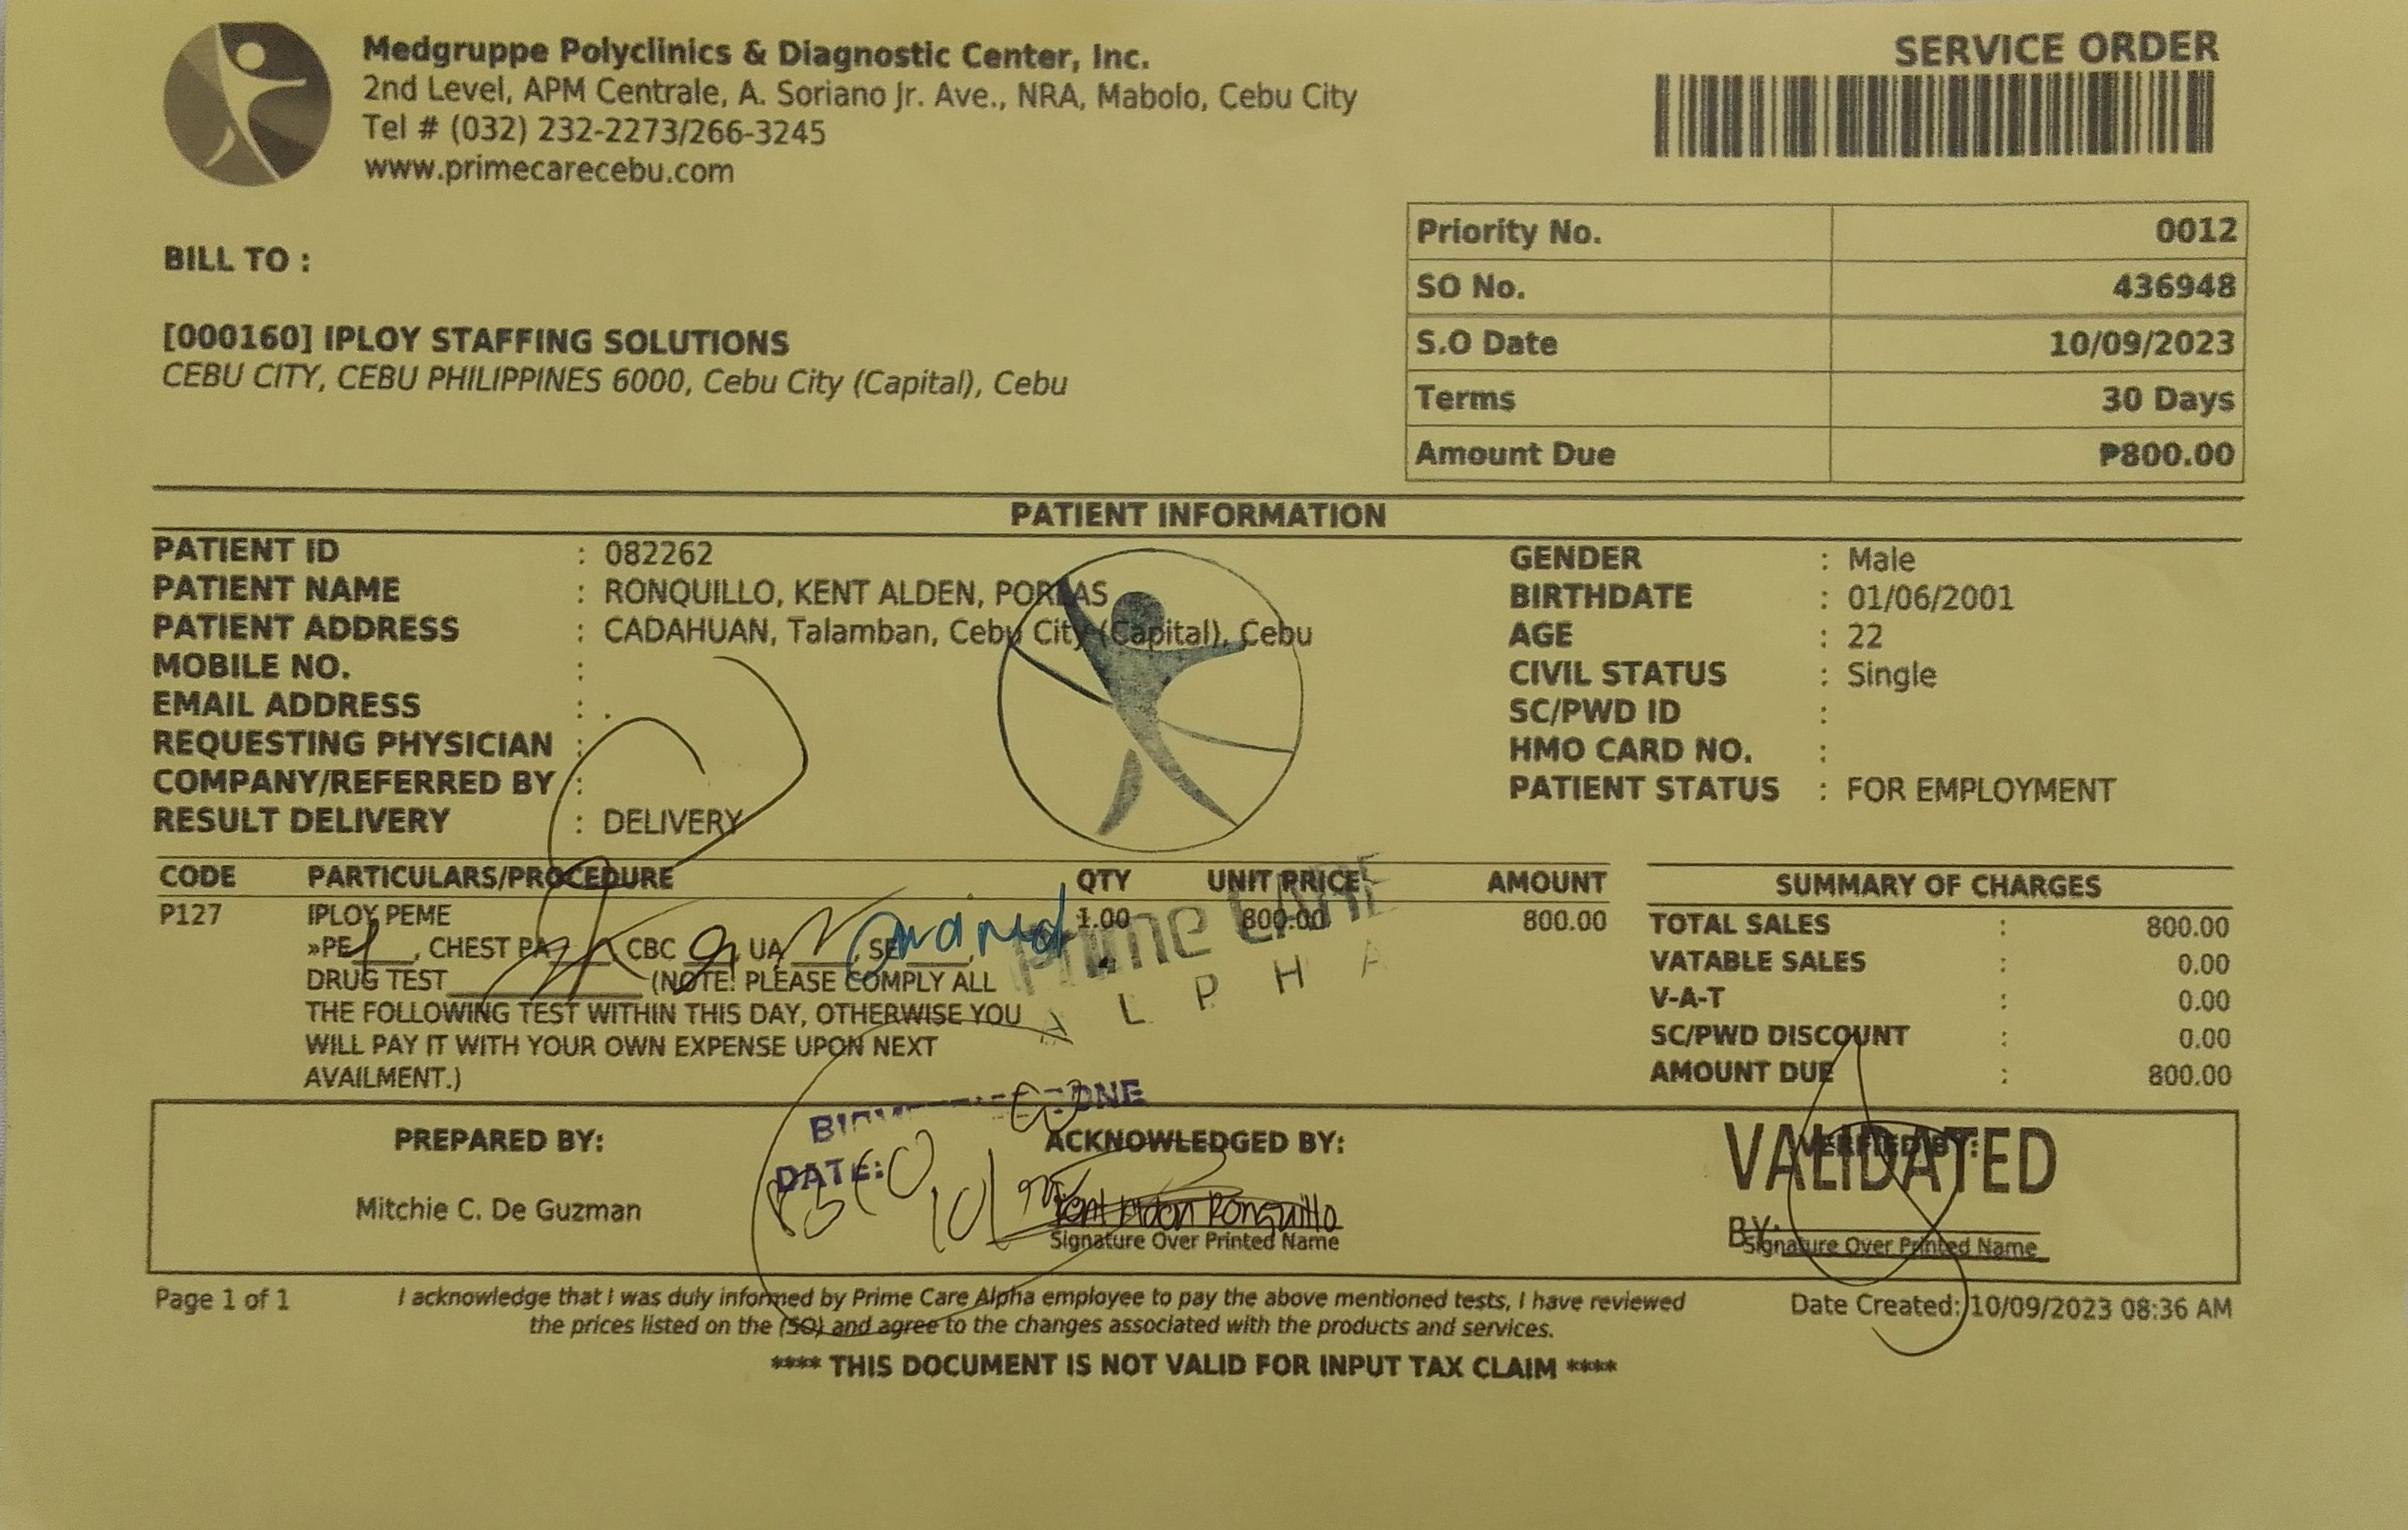 Medgruppe Polyclinics & Diagnostic Center, Inc.
2nd Level, APM Centrale, A. Soriano Jr. Ave., NRA, Mabolo, Cebu City
Tel # (032) 232-2273/266-3245
www.primecarecebu.com
SERVICE ORDER
Priority No. 0012
SO No. 436948
S.O Date 10/09/2023
Terms 30 Days
Amount Due ₱800.00
BILL TO :
[000160] IPLOY STAFFING SOLUTIONS
CEBU CITY, CEBU PHILIPPINES 6000, Cebu City (Capital), Cebu
PATIENT INFORMATION
PATIENT ID : 082262
PATIENT NAME : RONQUILLO, KENT ALDEN,
PATIENT ADDRESS : CADAHUAN, Talamban, Cebu City (Capital), Cebu
MOBILE NO. :
EMAIL ADDRESS : .
REQUESTING PHYSICIAN :
COMPANY/REFERRED BY :
RESULT DELIVERY : DELIVERY
GENDER : Male
BIRTHDATE : 01/06/2001
AGE : 22
CIVIL STATUS : Single
SC/PWD ID :
HMO CARD NO. :
PATIENT STATUS : FOR EMPLOYMENT
CODE PARTICULARS/PROCEDURE QTY UNIT PRICE AMOUNT
P127 IPLOY PEME 1.00 800.00 800.00
»PE____, CHEST PA____, CBC ____, UA ____, SE____,
DRUG TEST____________(NOTE: PLEASE COMPLY ALL
THE FOLLOWING TEST WITHIN THIS DAY, OTHERWISE YOU
WILL PAY IT WITH YOUR OWN EXPENSE UPON NEXT
AVAILMENT.)
Prime CARE
ALPHA
SUMMARY OF CHARGES
TOTAL SALES : 800.00
VATABLE SALES : 0.00
V-A-T : 0.00
SC/PWD DISCOUNT : 0.00
AMOUNT DUE : 800.00
PREPARED BY:
Mitchie C. De Guzman
DONE
DATE:
ACKNOWLEDGED BY:
Kent Alden Ronquillo
Signature Over Printed Name
VERIFIED BY:
VALIDATED
BY:
Signature Over Printed Name
Page 1 of 1
I acknowledge that I was duly informed by Prime Care Alpha employee to pay the above mentioned tests, I have reviewed
the prices listed on the (SO) and agree to the changes associated with the products and services.
Date Created: 10/09/2023 08:36 AM
**** THIS DOCUMENT IS NOT VALID FOR INPUT TAX CLAIM ****